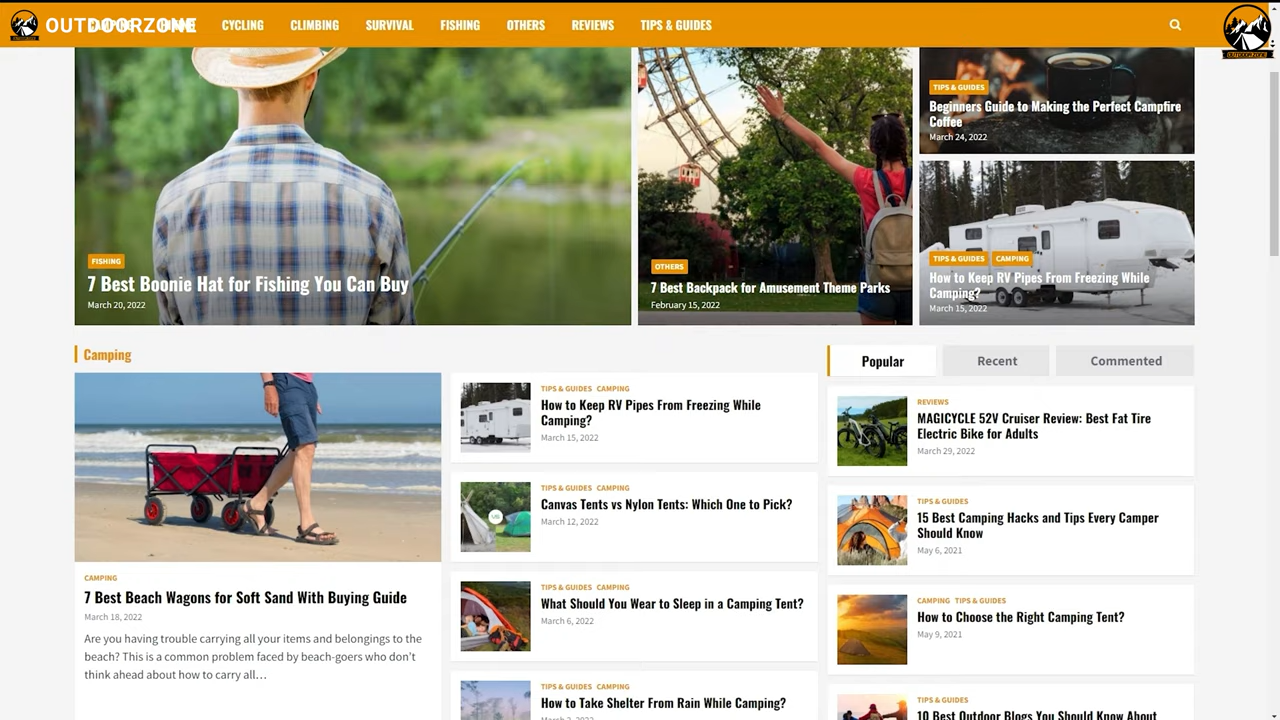 OUTDOORZONE
CYCLING
CLIMBING
SURVIVAL
FISHING
OTHERS
REVIEWS
TIPS & GUIDES
OUTDOORZONE
FISHING
7 Best Boonie Hat for Fishing You Can Buy
March 20, 2022
OTHERS
7 Best Backpack for Amusement Theme Parks
February 15, 2022
TIPS & GUIDES
Beginners Guide to Making the Perfect Campfire
Coffee
March 24, 2022
TIPS & GUIDES CAMPING
How to Keep RV Pipes From Freezing While
Camping?
March 15, 2022
Camping
CAMPING
7 Best Beach Wagons for Soft Sand With Buying Guide
March 18, 2022
Are you having trouble carrying all your items and belongings to the
beach? This is a common problem faced by beach-goers who don't
think ahead about how to carry all…
TIPS & GUIDES CAMPING
How to Keep RV Pipes From Freezing While
Camping?
March 15, 2022
TIPS & GUIDES CAMPING
Canvas Tents vs Nylon Tents: Which One to Pick?
March 12, 2022
VS
TIPS & GUIDES CAMPING
What Should You Wear to Sleep in a Camping Tent?
March 6, 2022
TIPS & GUIDES CAMPING
How to Take Shelter From Rain While Camping?
Popular
Recent
Commented
REVIEWS
MAGICYCLE 52V Cruiser Review: Best Fat Tire
Electric Bike for Adults
March 29, 2022
TIPS & GUIDES
15 Best Camping Hacks and Tips Every Camper
Should Know
May 6, 2021
CAMPING TIPS & GUIDES
How to Choose the Right Camping Tent?
May 9, 2021
TIPS & GUIDES
10 Best Outdoor Blogs You Should Know About